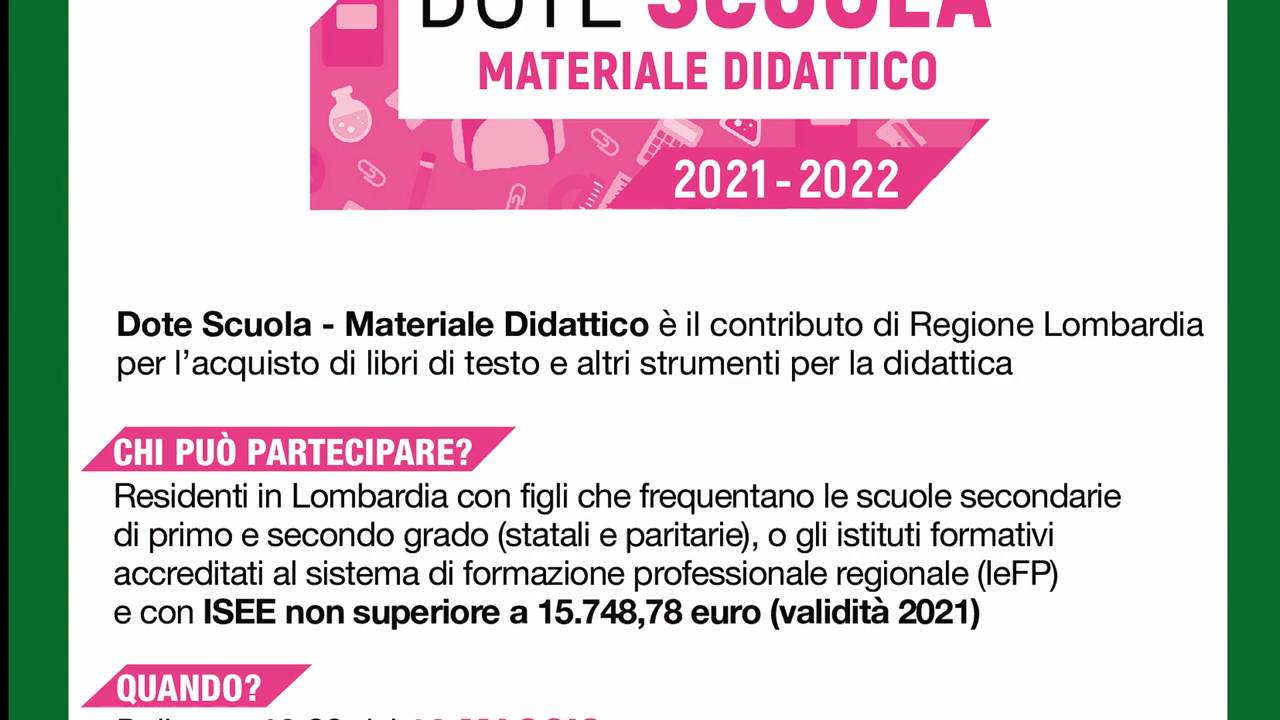 DOTE SCUOLA
MATERIALE DIDATTICO
2021-2022
Dote Scuola - Materiale Didattico è il contributo di Regione Lombardia
per l’acquisto di libri di testo e altri strumenti per la didattica
CHI PUÒ PARTECIPARE?
Residenti in Lombardia con figli che frequentano le scuole secondarie
di primo e secondo grado (statali e paritarie), o gli istituti formativi
accreditati al sistema di formazione professionale regionale (IeFP)
e con ISEE non superiore a 15.748,78 euro (validità 2021)
QUANDO?